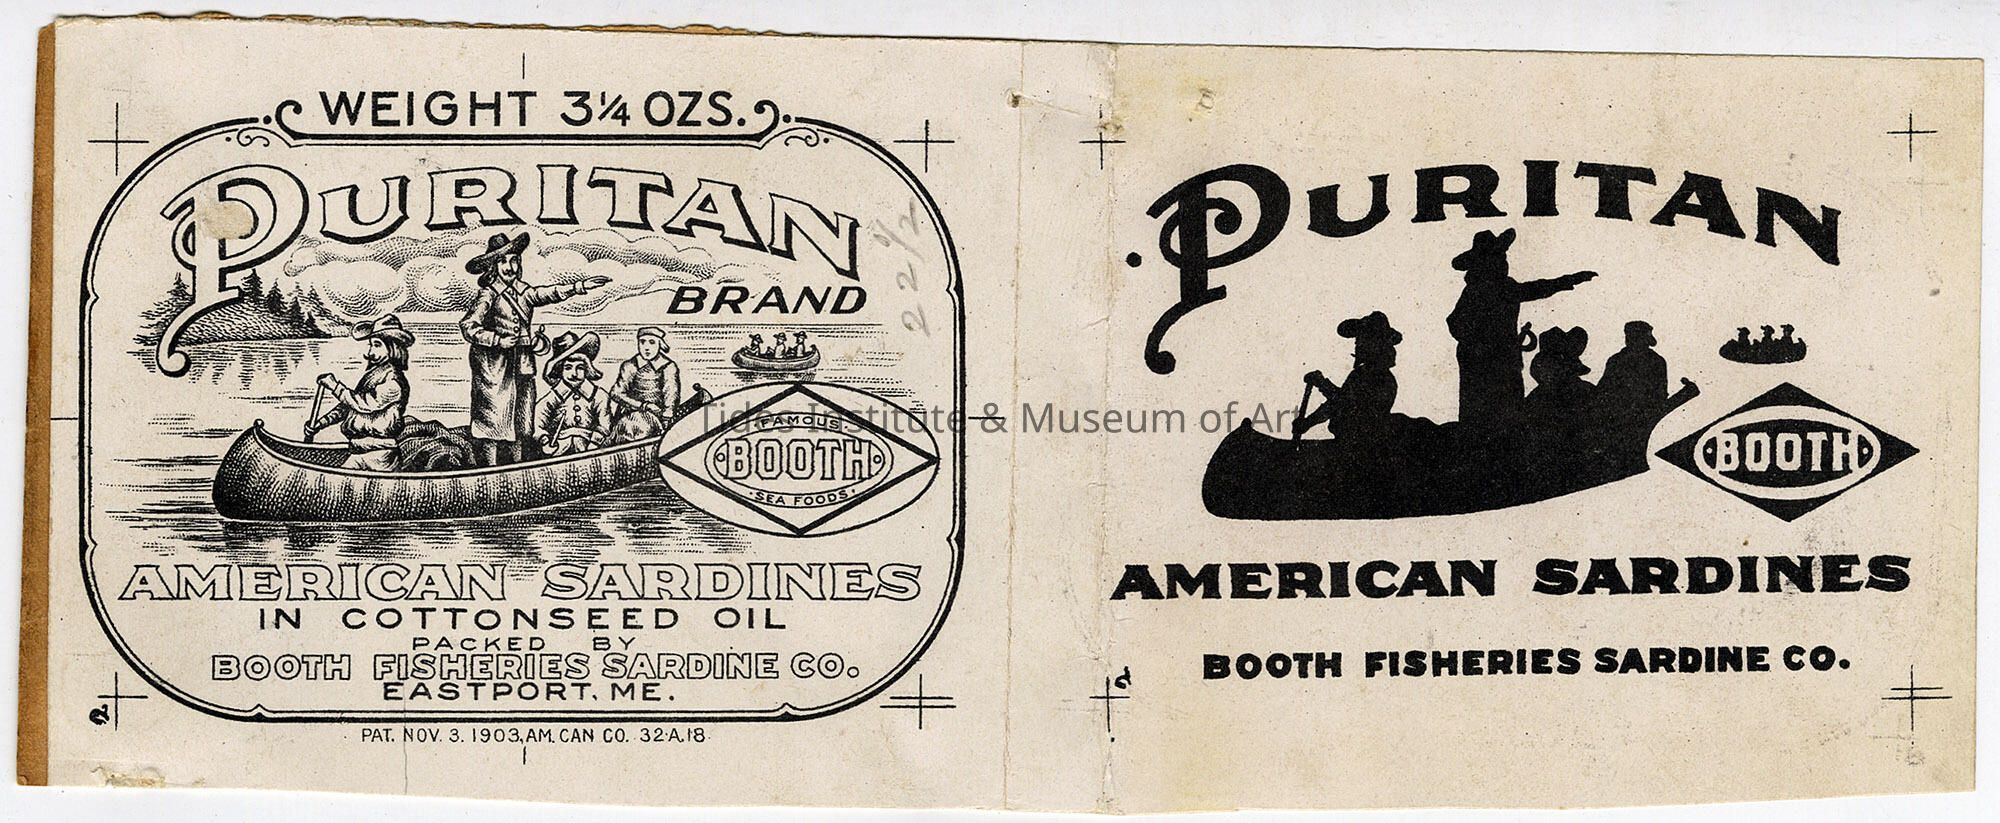 WEIGHT 3¼ OZS.
PURITAN
BRAND
22½
FAMOUS
BOOTH
SEA FOODS
AMERICAN SARDINES
IN COTTONSEED OIL
PACKED BY
BOOTH FISHERIES SARDINE CO.
EASTPORT, ME.
2
PAT. NOV. 3. 1903, AM. CAN CO. 32·A.18
PURITAN
BOOTH
AMERICAN SARDINES
BOOTH FISHERIES SARDINE CO.
2
Tides Institute & Museum of Art